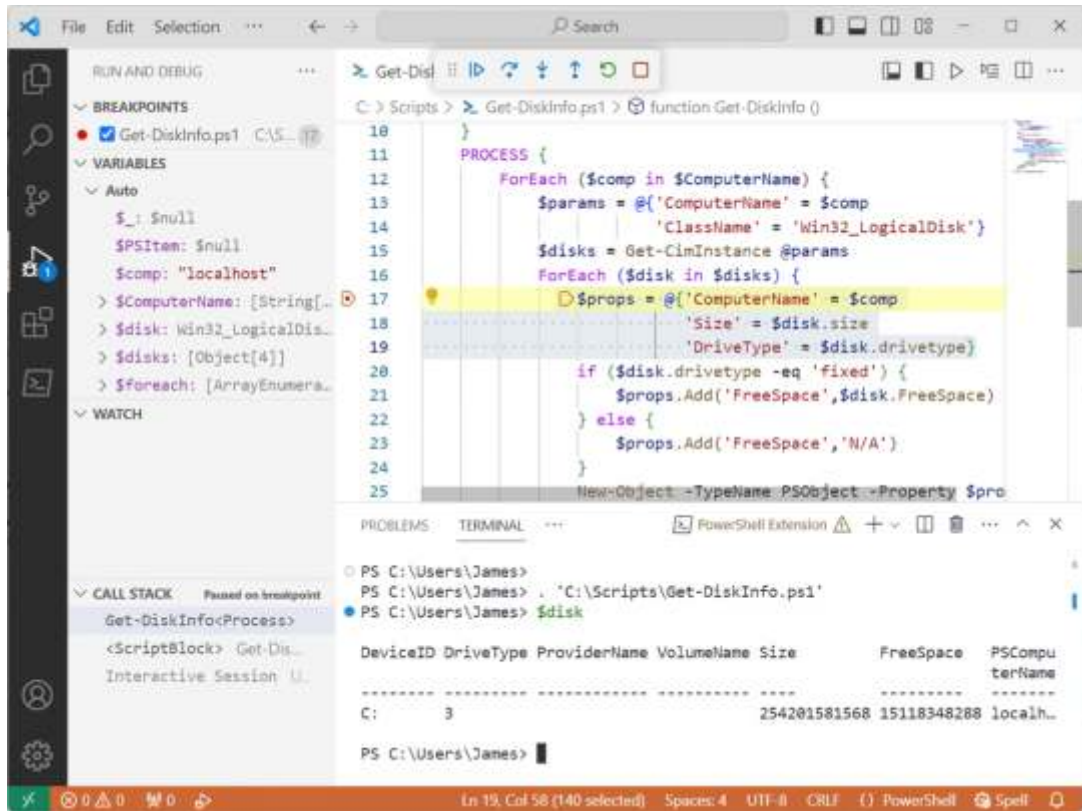 File Edit Selection ··· Search
RUN AND DEBUG ···
BREAKPOINTS
Get-DiskInfo.ps1 C:\S... 17
VARIABLES
Auto
$_: $null
$PSItem: $null
$comp: "localhost"
$ComputerName: [String[...
$disk: Win32_LogicalDis...
$disks: [Object[4]]
$foreach: [ArrayEnumera...
WATCH
CALL STACK Paused on breakpoint
Get-DiskInfo<Process>
<ScriptBlock> Get-Dis...
Interactive Session
1
Get-Dis
C: > Scripts > Get-DiskInfo.ps1 > function Get-DiskInfo ()
10 }
11 PROCESS {
12 ForEach ($comp in $ComputerName) {
13 $params = @{'ComputerName' = $comp
14 'ClassName' = 'Win32_LogicalDisk'}
15 $disks = Get-CimInstance @params
16 ForEach ($disk in $disks) {
17 $props = @{'ComputerName' = $comp
18 'Size' = $disk.size
19 'DriveType' = $disk.drivetype}
20 if ($disk.drivetype -eq 'fixed') {
21 $props.Add('FreeSpace',$disk.FreeSpace)
22 } else {
23 $props.Add('FreeSpace','N/A')
24 }
25 New-Object -TypeName PSObject -Property $pro
PROBLEMS TERMINAL ··· PowerShell Extension
PS C:\Users\James>
PS C:\Users\James> . 'C:\Scripts\Get-DiskInfo.ps1'
PS C:\Users\James> $disk
DeviceID DriveType ProviderName VolumeName Size FreeSpace PSCompu
terName
-------- --------- ------------ ---------- ---- --------- -------
C: 3 254201581568 15118348288 localh…
PS C:\Users\James>
0 0 0 Ln 19, Col 58 (140 selected) Spaces: 4 UTF-8 CRLF {} PowerShell Spell